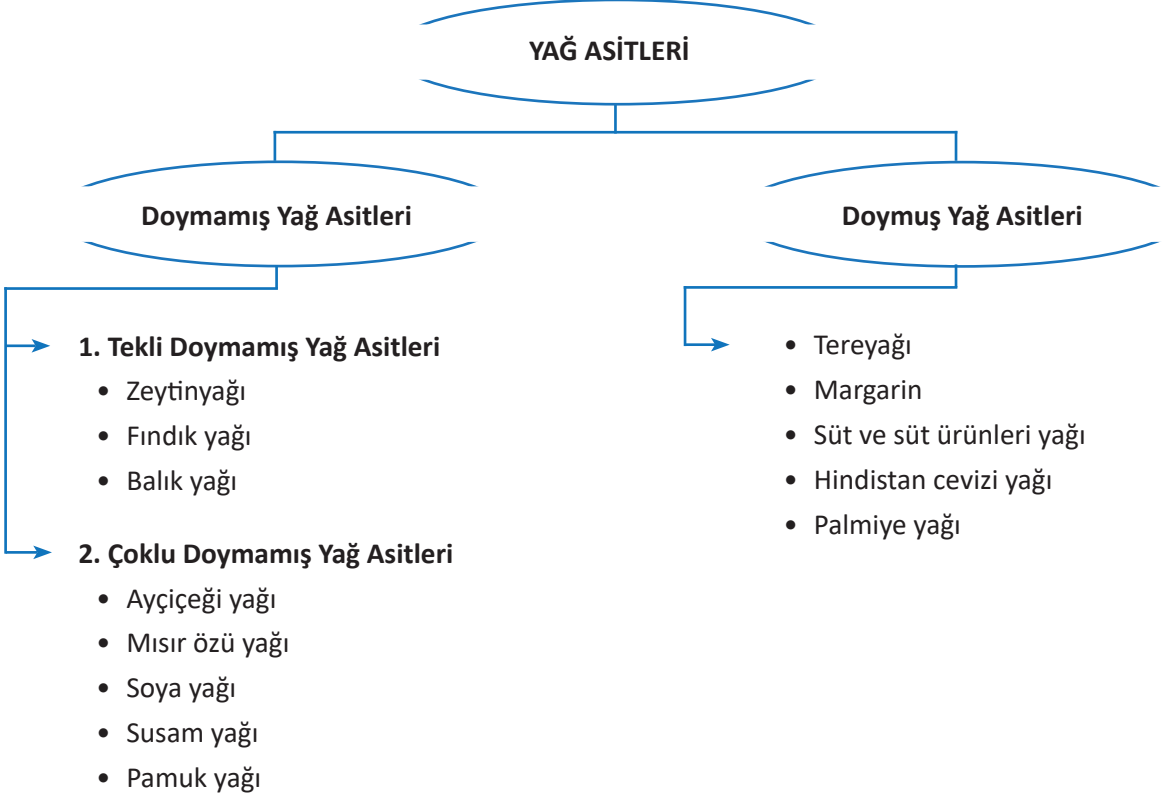 YAĞ ASİTLERİ
Doymamış Yağ Asitleri
1. Tekli Doymamış Yağ Asitleri
• Zeytinyağı
• Fındık yağı
• Balık yağı
2. Çoklu Doymamış Yağ Asitleri
• Ayçiçeği yağı
• Mısır özü yağı
• Soya yağı
• Susam yağı
• Pamuk yağı
Doymuş Yağ Asitleri
• Tereyağı
• Margarin
• Süt ve süt ürünleri yağı
• Hindistan cevizi yağı
• Palmiye yağı